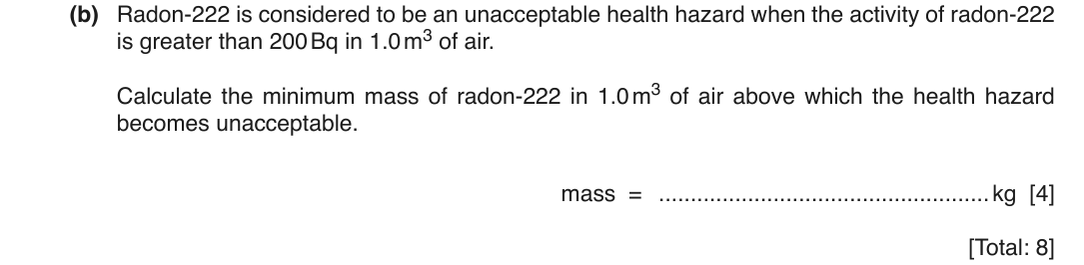 (b) Radon-222 is considered to be an unacceptable health hazard when the activity of radon-222
is greater than 200 Bq in 1.0 m³ of air.
Calculate the minimum mass of radon-222 in 1.0 m³ of air above which the health hazard
becomes unacceptable.
mass = ..................................................... kg [4]
[Total: 8]